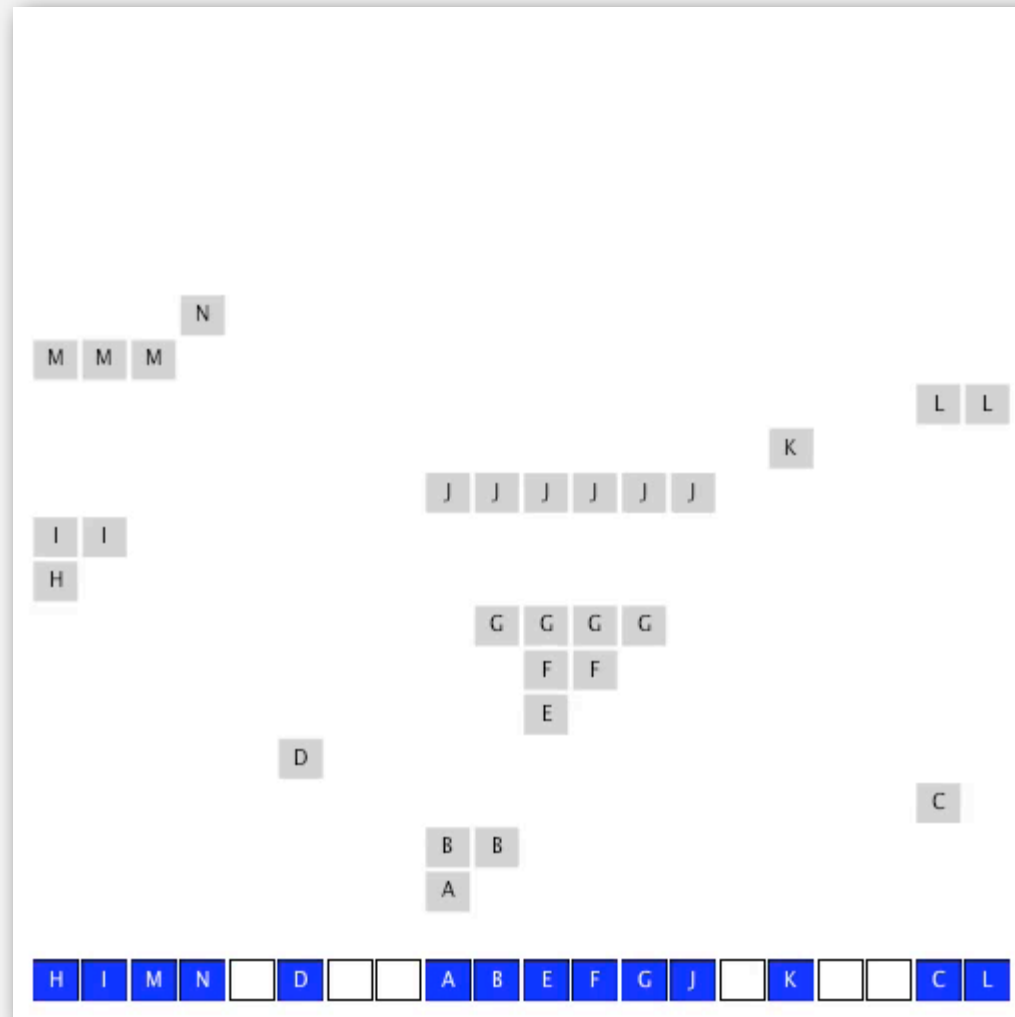 N
M M M
L L
K
J J J J J J
I I
H
G G G G
F F
E
D
C
B B
A
H I M N D A B E F G J K C L